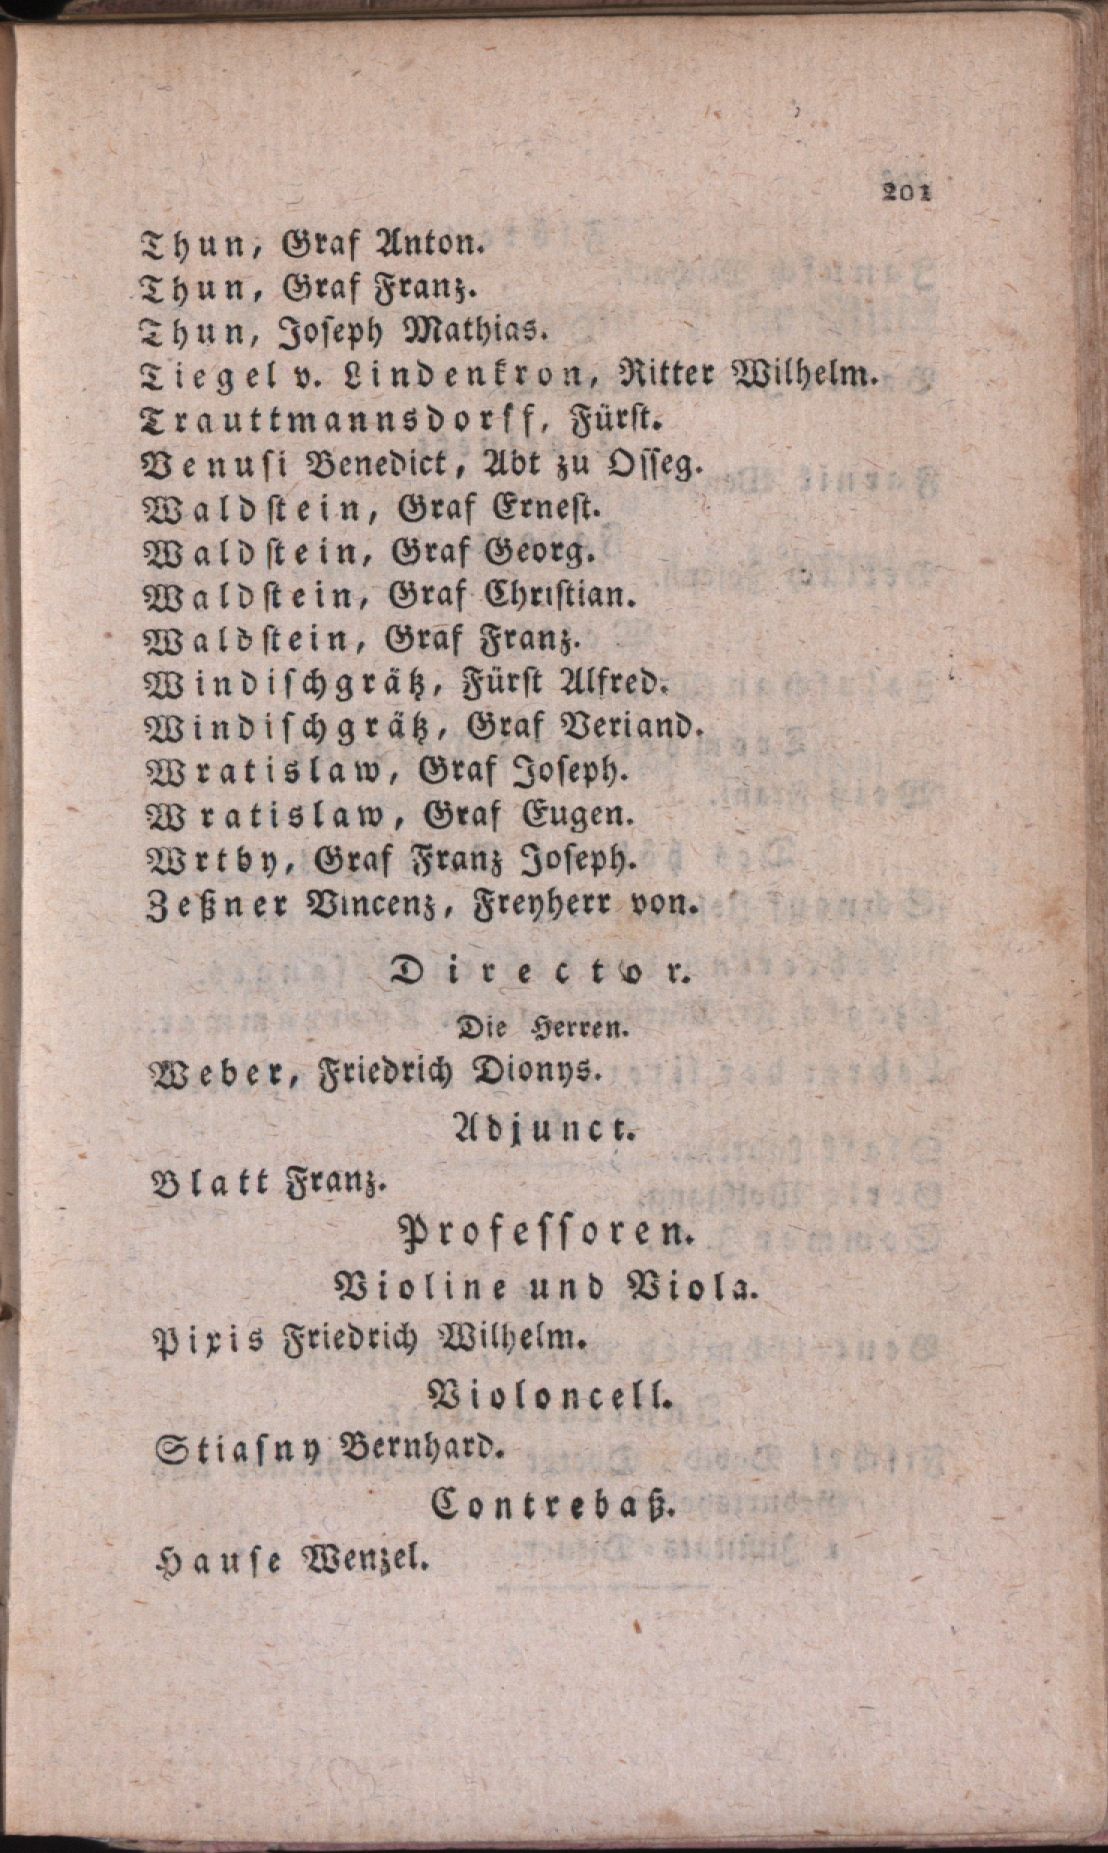 201
Thun, Graf Anton.
Thun, Graf Franz.
Thun, Joseph Mathias.
Tiegel v. Lindenkron, Ritter Wilhelm.
Trauttmannsdorff, Fürst.
Venusi Benedict, Abt zu Osseg.
Waldstein, Graf Ernest.
Waldstein, Graf Georg.
Waldstein, Graf Christian.
Waldstein, Graf Franz.
Windischgrätz, Fürst Alfred.
Windischgrätz, Graf Veriand.
Wratislaw, Graf Joseph.
Wratislaw, Graf Eugen.
Wrtby, Graf Franz Joseph.
Zeßner Vincenz, Freyherr von.
Director.
Die Herren.
Weber, Friedrich Dionys.
Adjunct.
Blatt Franz.
Professoren.
Violine und Viola.
Pixis Friedrich Wilhelm.
Violoncell.
Stiasny Bernhard.
Contrebaß.
Hause Wenzel.